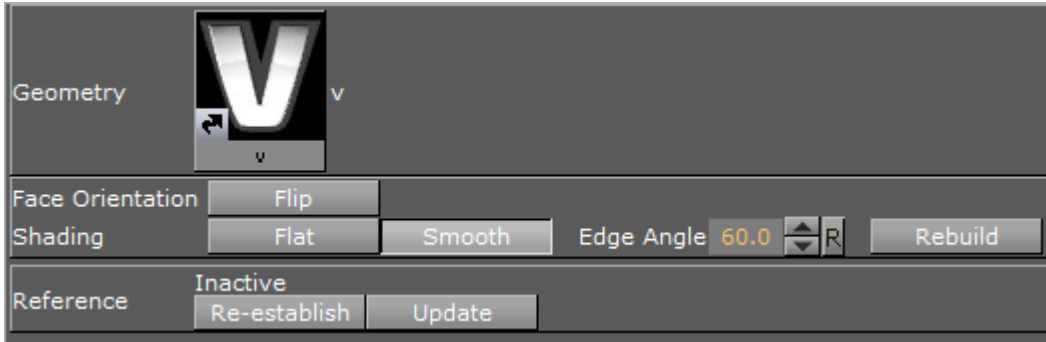 Geometry
V
v
v
Face Orientation Flip
Shading Flat Smooth Edge Angle 60.0 R Rebuild
Inactive
Reference
Re-establish Update